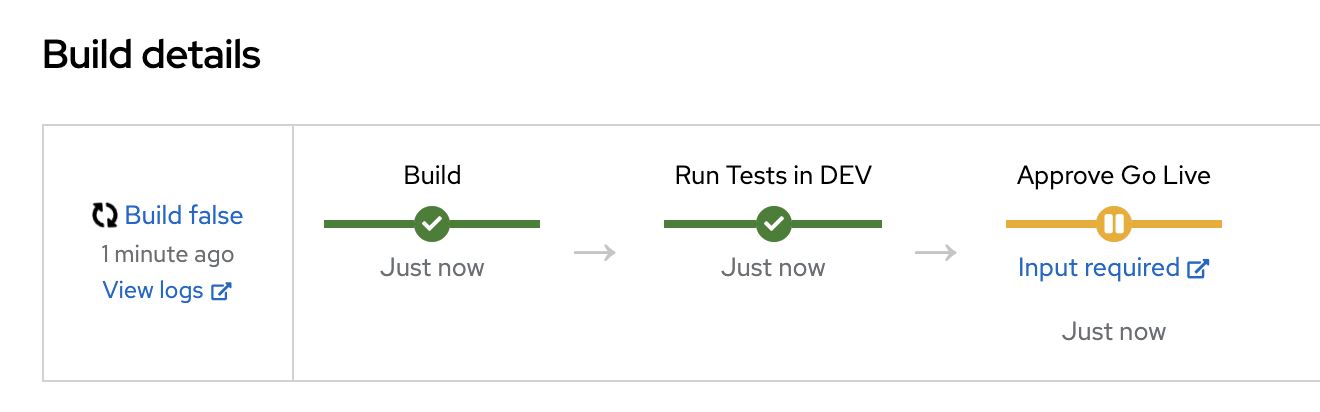 Build details
Build false
1 minute ago
View logs
Build
Just now
Run Tests in DEV
Just now
Approve Go Live
Input required
Just now